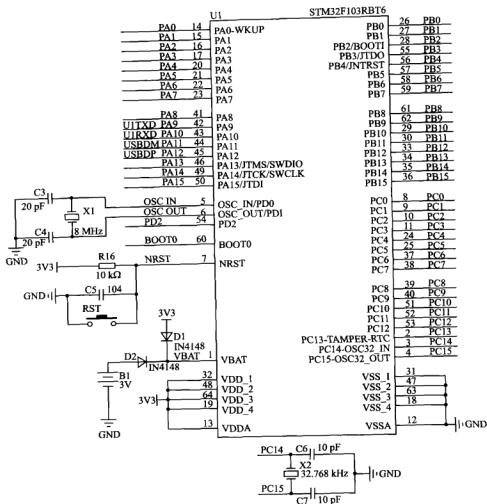 U1 STM32F103RBT6
PA0 14 PA0-WKUP
PA1 15 PA1
PA2 16 PA2
PA3 17 PA3
PA4 20 PA4
PA5 21 PA5
PA6 22 PA6
PA7 23 PA7
PA8 41 PA8
U1TXD PA9 42 PA9
U1RXD PA10 43 PA10
USBDM PA11 44 PA11
USBDP PA12 45 PA12
PA13 46 PA13/JTMS/SWDIO
PA14 49 PA14/JTCK/SWCLK
PA15 50 PA15/JTDI
OSC IN 5 OSC_IN/PD0
OSC OUT 6 OSC_OUT/PD1
PD2 54 PD2
BOOT0 60 BOOT0
NRST 7 NRST
VBAT 1 VBAT
32 VDD_1
48 VDD_2
64 VDD_3
19 VDD_4
13 VDDA
PB0 26 PB0
PB1 27 PB1
PB2/BOOTI 28 PB2
PB3/JTDO 55 PB3
PB4/JNTRST 56 PB4
PB5 57 PB5
PB6 58 PB6
PB7 59 PB7
PB8 61 PB8
PB9 62 PB9
PB10 29 PB10
PB11 30 PB11
PB12 33 PB12
PB13 34 PB13
PB14 35 PB14
PB15 36 PB15
PC0 8 PC0
PC1 9 PC1
PC2 10 PC2
PC3 11 PC3
PC4 24 PC4
PC5 25 PC5
PC6 37 PC6
PC7 38 PC7
PC8 39 PC8
PC9 40 PC9
PC10 51 PC10
PC11 52 PC11
PC12 53 PC12
PC13-TAMPER-RTC 2 PC13
PC14-OSC32_IN 3 PC14
PC15-OSC32_OUT 4 PC15
VSS_1 31
VSS_2 47
VSS_3 63
VSS_4 18
VSSA 12 GND
C3
20 pF
X1
C4
20 pF
8 MHz
GND
3V3 R16
10 kΩ
GND C5 104
RST
3V3
D1
IN4148
D2
IN4148
B1
3V
GND
3V3
PC14 C6 10 pF
X2
32.768 kHz GND
PC15
C7 10 pF